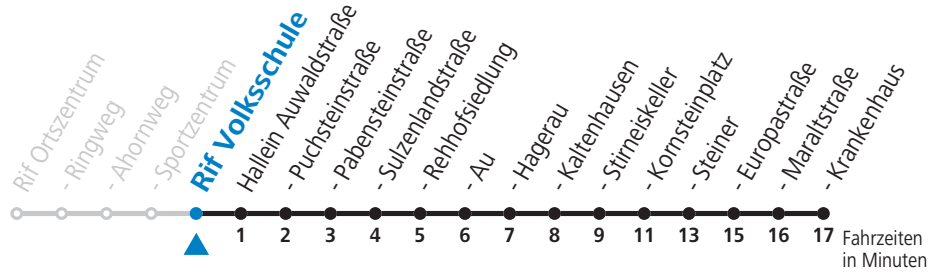 Rif Ortszentrum
- Ringweg
- Ahornweg
- Sportzentrum
Rif Volksschule
Hallein Auwaldstraße
- Puchsteinstraße
- Pabensteinstraße
- Sulzenlandstraße
- Rehhofsiedlung
- Au
- Hagerau
- Kaltenhausen
- Stirneiskeller
- Kornsteinplatz
- Steiner
- Europastraße
- Maraltstraße
- Krankenhaus
1 2 3 4 5 6 7 8 9 11 13 15 16 17 Fahrzeiten
in Minuten